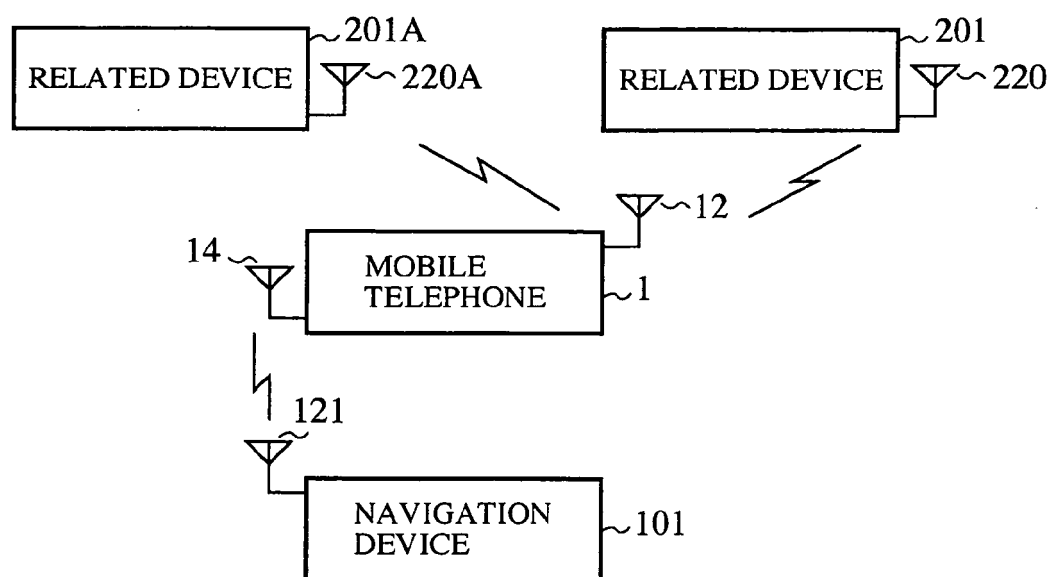 201A
RELATED DEVICE
220A
201
RELATED DEVICE
220
12
14
MOBILE
TELEPHONE
1
121
NAVIGATION
DEVICE
101